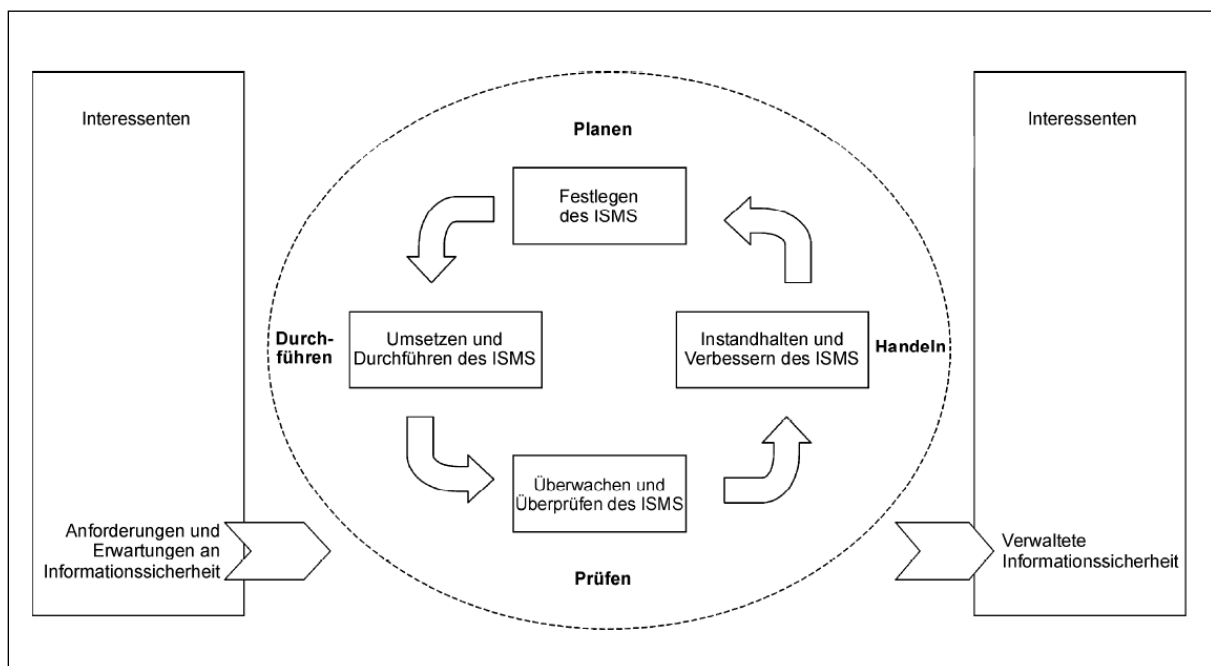 Interessenten
Anforderungen und
Erwartungen an
Informationssicherheit
Planen
Festlegen
des ISMS
Durch-
führen
Umsetzen und
Durchführen des ISMS
Instandhalten und
Verbessern des ISMS
Handeln
Überwachen und
Überprüfen des ISMS
Prüfen
Interessenten
Verwaltete
Informationssicherheit